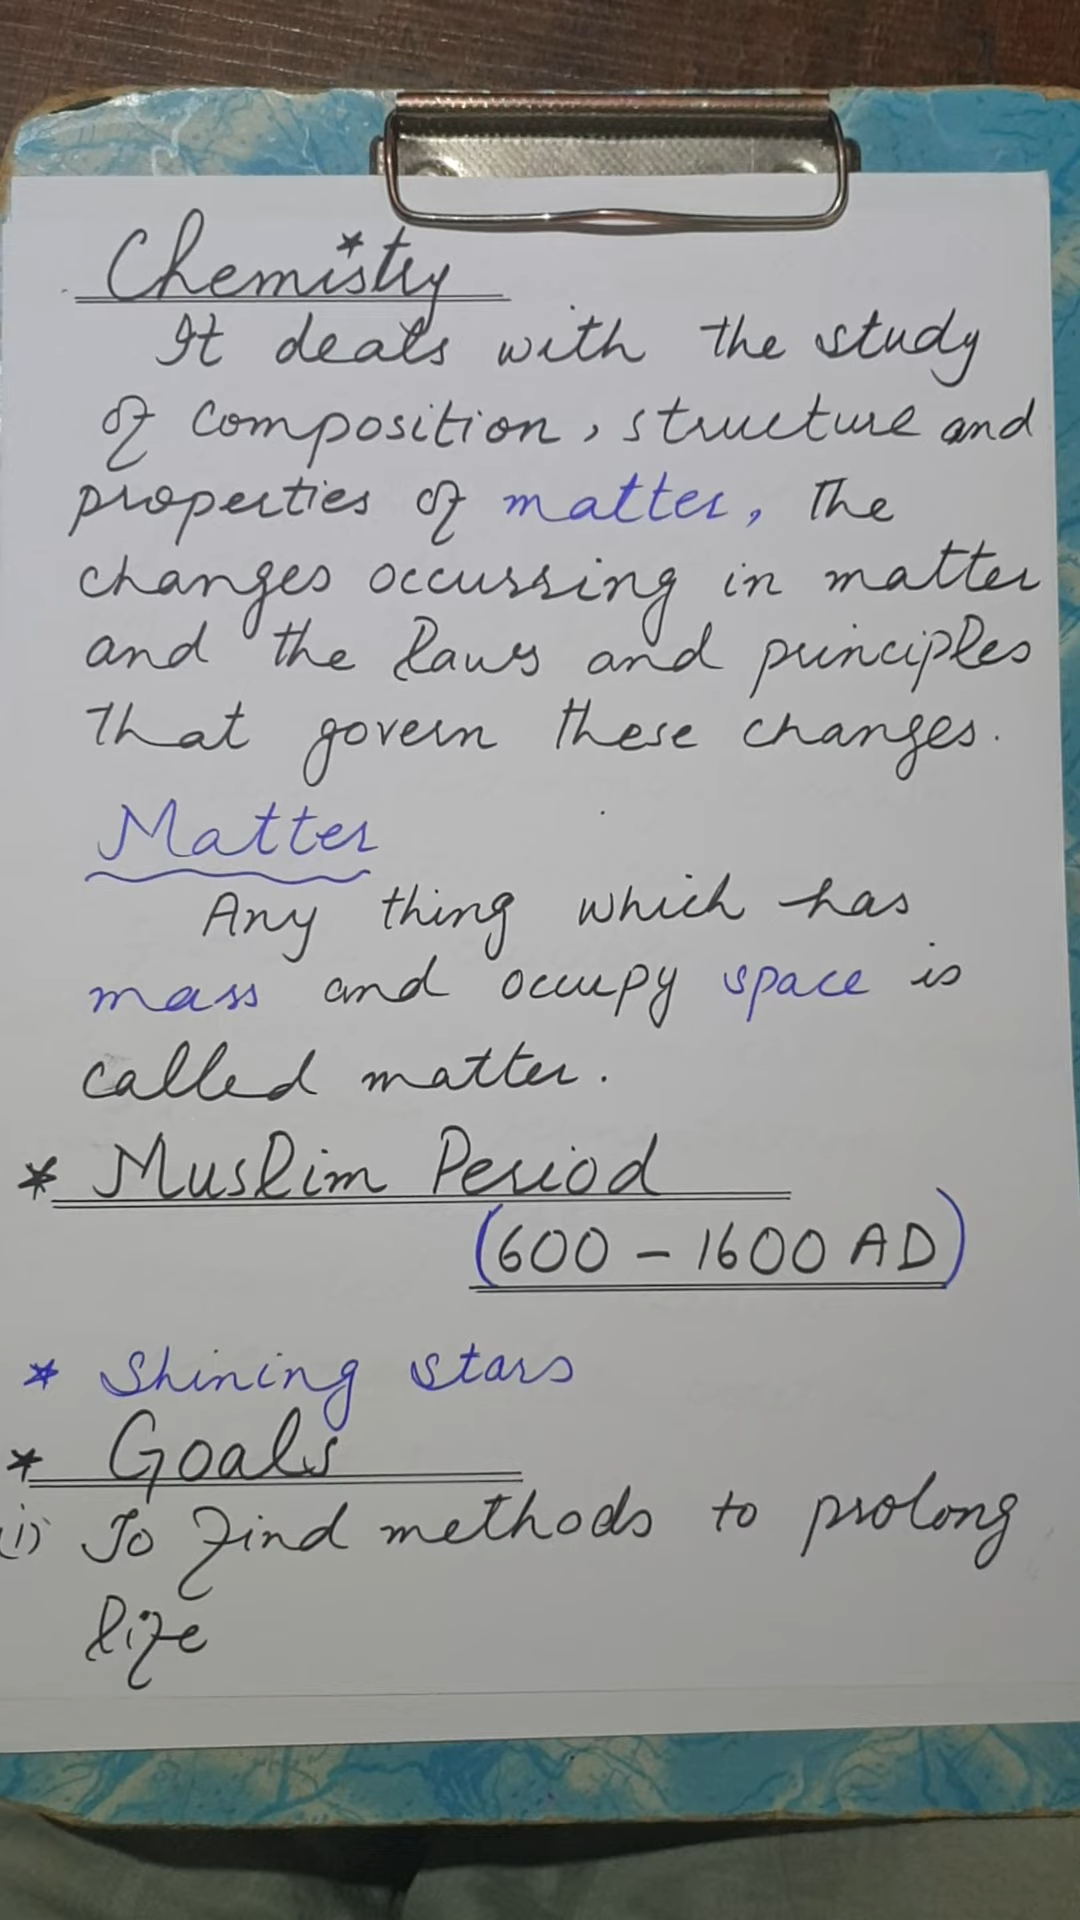 Chemistry
It deals with the study
of composition, structure and
properties of matter, The
changes occurring in matter
and the laws and principles
That govern these changes.
Matter
Any thing which has
mass and occupy space is
called matter.
* Muslim Period
(600 - 1600 AD)
* Shining stars
* Goals
(i) To find methods to prolong
life